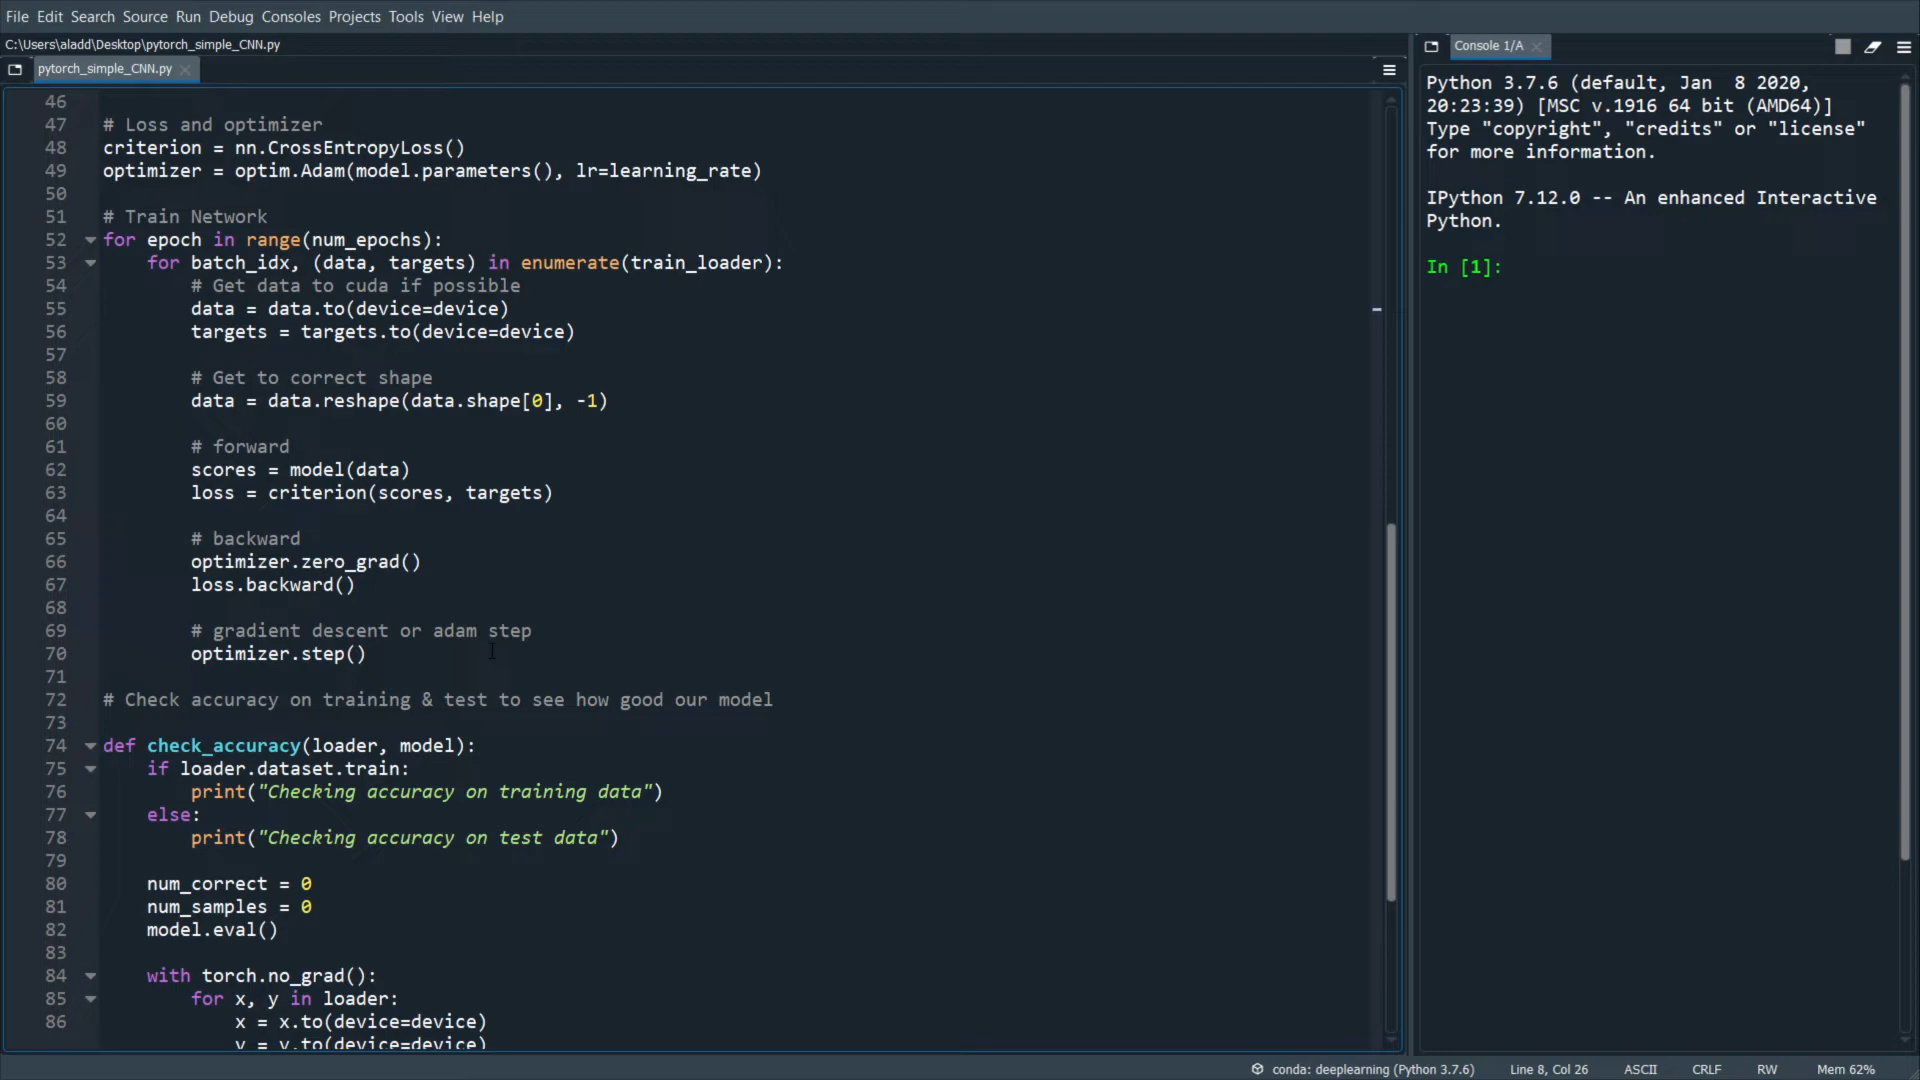 File Edit Search Source Run Debug Consoles Projects Tools View Help
C:\Users\aladd\Desktop\pytorch_simple_CNN.py
pytorch_simple_CNN.py
46
47 # Loss and optimizer
48 criterion = nn.CrossEntropyLoss()
49 optimizer = optim.Adam(model.parameters(), lr=learning_rate)
50
51 # Train Network
52 for epoch in range(num_epochs):
53     for batch_idx, (data, targets) in enumerate(train_loader):
54         # Get data to cuda if possible
55         data = data.to(device=device)
56         targets = targets.to(device=device)
57
58         # Get to correct shape
59         data = data.reshape(data.shape[0], -1)
60
61         # forward
62         scores = model(data)
63         loss = criterion(scores, targets)
64
65         # backward
66         optimizer.zero_grad()
67         loss.backward()
68
69         # gradient descent or adam step
70         optimizer.step()
71
72 # Check accuracy on training & test to see how good our model
73
74 def check_accuracy(loader, model):
75     if loader.dataset.train:
76         print("Checking accuracy on training data")
77     else:
78         print("Checking accuracy on test data")
79
80     num_correct = 0
81     num_samples = 0
82     model.eval()
83
84     with torch.no_grad():
85         for x, y in loader:
86             x = x.to(device=device)
            y = y.to(device=device)
Console 1/A
Python 3.7.6 (default, Jan  8 2020,
20:23:39) [MSC v.1916 64 bit (AMD64)]
Type "copyright", "credits" or "license"
for more information.
IPython 7.12.0 -- An enhanced Interactive
Python.
In [1]:
conda: deeplearning (Python 3.7.6) Line 8, Col 26 ASCII CRLF RW Mem 62%